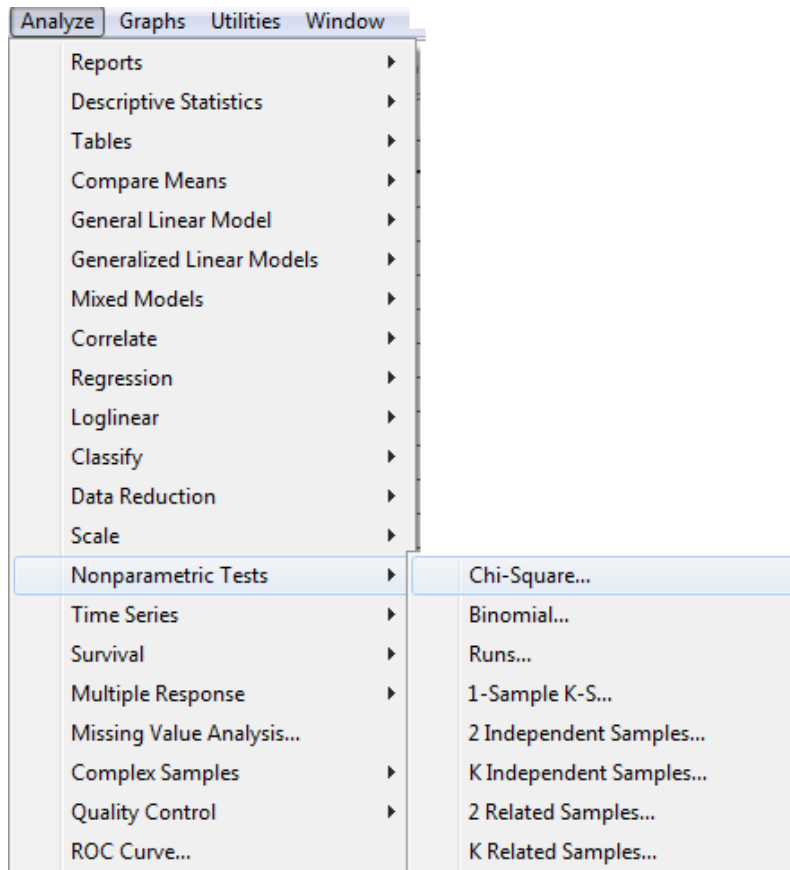 Analyze Graphs Utilities Window
Reports
Descriptive Statistics
Tables
Compare Means
General Linear Model
Generalized Linear Models
Mixed Models
Correlate
Regression
Loglinear
Classify
Data Reduction
Scale
Nonparametric Tests
Time Series
Survival
Multiple Response
Missing Value Analysis...
Complex Samples
Quality Control
ROC Curve...
Chi-Square...
Binomial...
Runs...
1-Sample K-S...
2 Independent Samples...
K Independent Samples...
2 Related Samples...
K Related Samples...